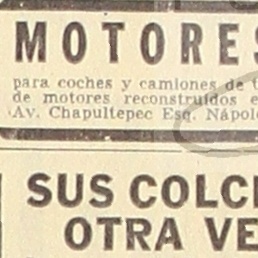 MOTORES
para coches y camiones de t
de motores reconstruidos e
Av. Chapultepec Esq. Nápol
SUS COLC
OTRA VE